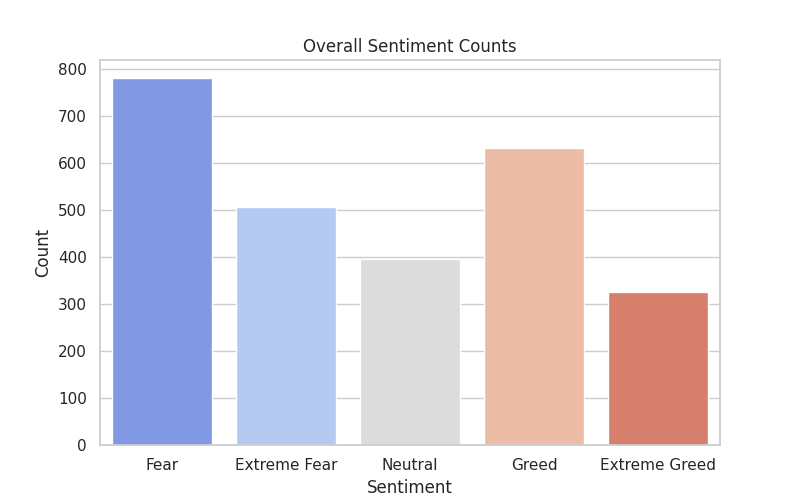 Overall Sentiment Counts
800
700
600
500
400
300
200
100
0
Count
Fear
Extreme Fear
Neutral
Greed
Extreme Greed
Sentiment